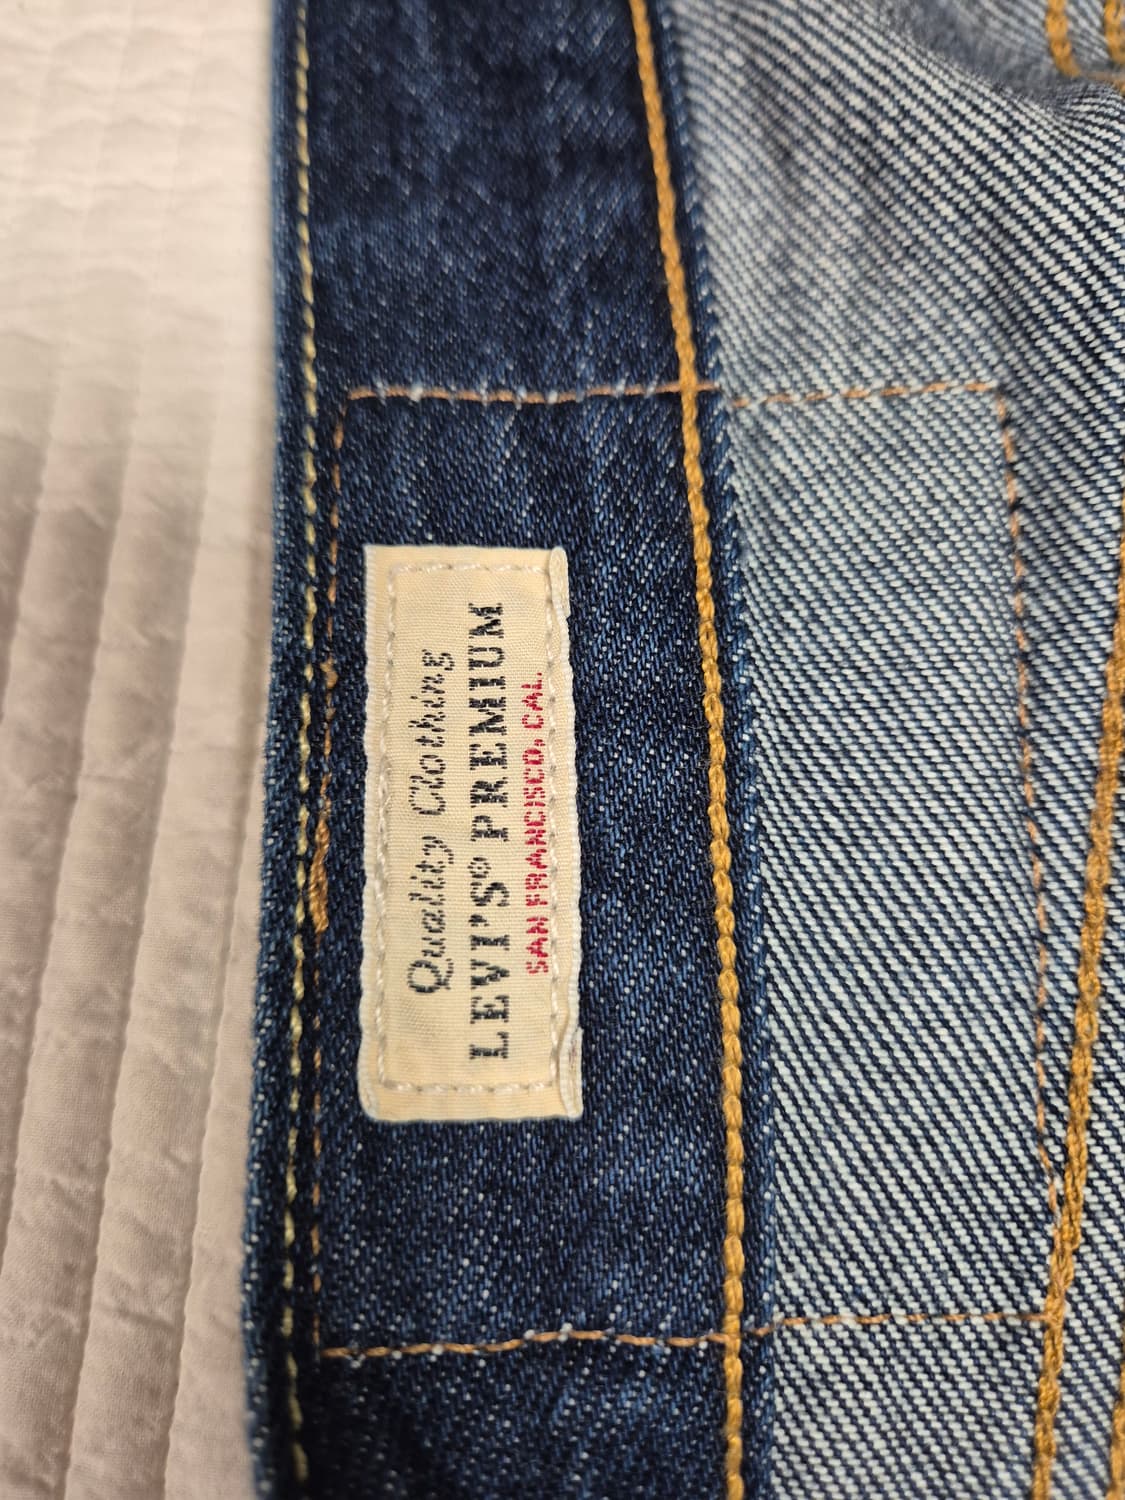 Quality Clothing
LEVI'S® PREMIUM
SAN FRANCISCO, CAL.